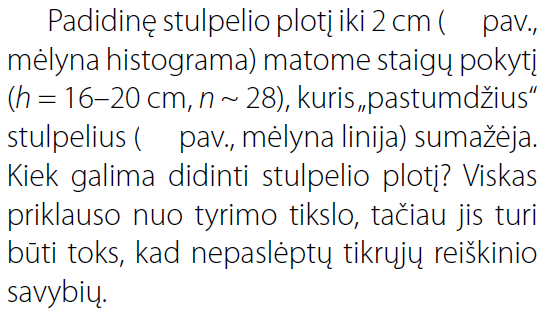 Padidinę stulpelio plotį iki 2 cm ( pav.,
mėlyna histograma) matome staigų pokytį
(h = 16–20 cm, n ~ 28), kuris „pastumdžius“
stulpelius ( pav., mėlyna linija) sumažėja.
Kiek galima didinti stulpelio plotį? Viskas
priklauso nuo tyrimo tikslo, tačiau jis turi
būti toks, kad nepaslėptų tikrųjų reiškinio
savybių.